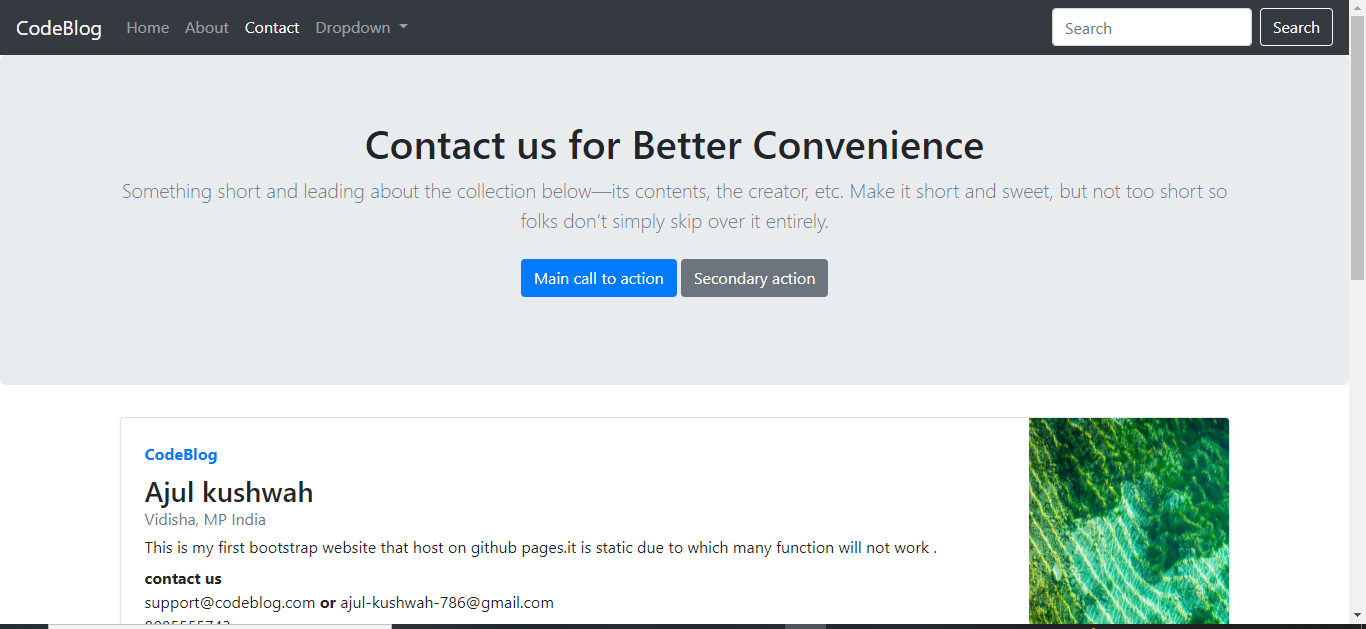 CodeBlog Home About Contact Dropdown Search Search
Contact us for Better Convenience
Something short and leading about the collection below—its contents, the creator, etc. Make it short and sweet, but not too short so
folks don’t simply skip over it entirely.
Main call to action Secondary action
CodeBlog
Ajul kushwah
Vidisha, MP India
This is my first bootstrap website that host on github pages.it is static due to which many function will not work .
contact us
support@codeblog.com or ajul-kushwah-786@gmail.com